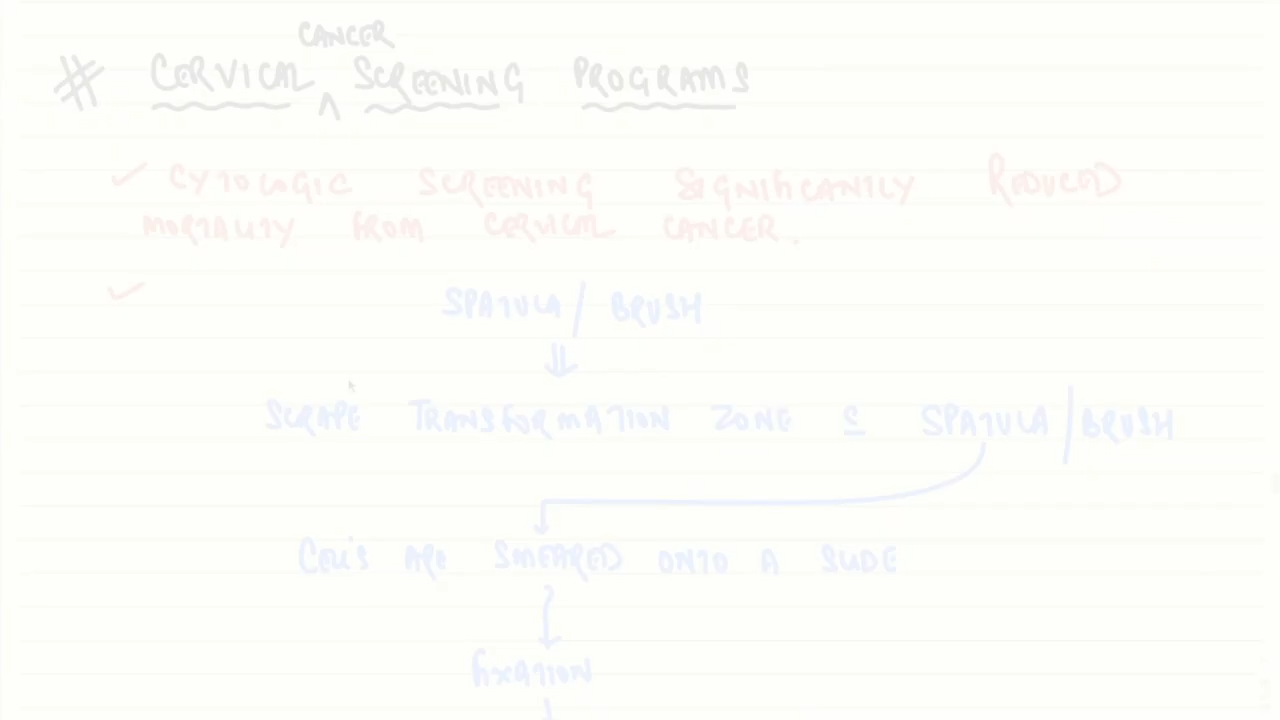 CANCER
# CERVICAL ^ SCREENING PROGRAMS
✓ CYTOLOGIC SCREENING SIGNIFICANTLY REDUCED
MORTALITY FROM CERVICAL CANCER.
✓
SPATULA / BRUSH
⇓
SCRAPE TRANSFORMATION ZONE SPATULA / BRUSH
CELL'S ARE SMEARED ONTO A SLIDE
FIXATION